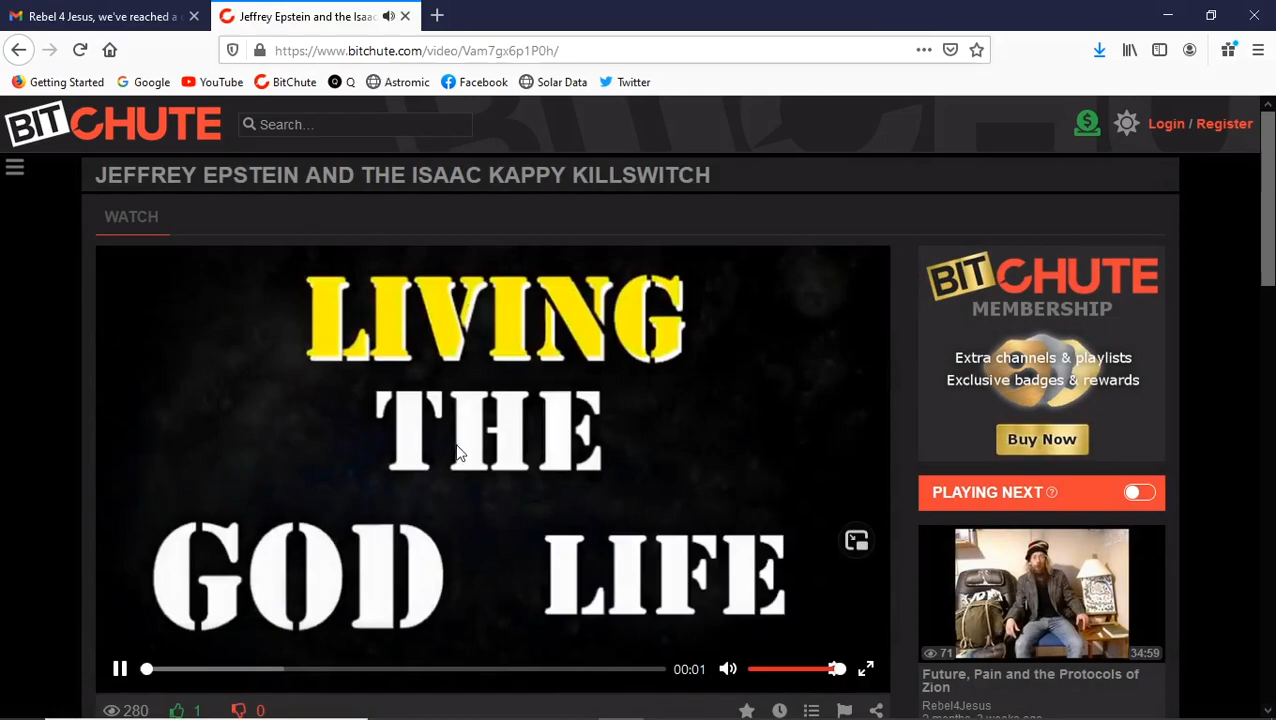 Rebel 4 Jesus, we've reached a
Jeffrey Epstein and the Isaac
https://www.bitchute.com/video/Vam7gx6p1P0h/
Getting Started Google YouTube BitChute Q Astromic Facebook Solar Data Twitter
BITCHUTE Search... Login / Register
JEFFREY EPSTEIN AND THE ISAAC KAPPY KILLSWITCH
WATCH
LIVING
THE
GOD LIFE
00:01
280 1 0
BITCHUTE
MEMBERSHIP
Extra channels & playlists
Exclusive badges & rewards
Buy Now
PLAYING NEXT
71 34:59
Future, Pain and the Protocols of
Zion
Rebel4Jesus